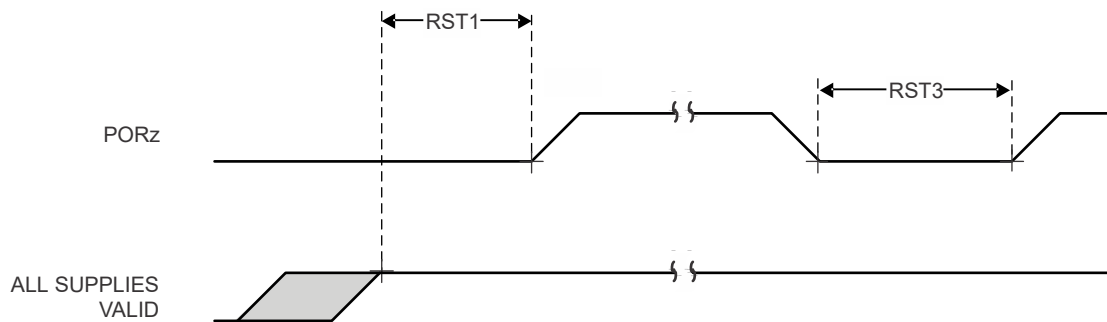 RST1
RST3
PORz
ALL SUPPLIES
VALID